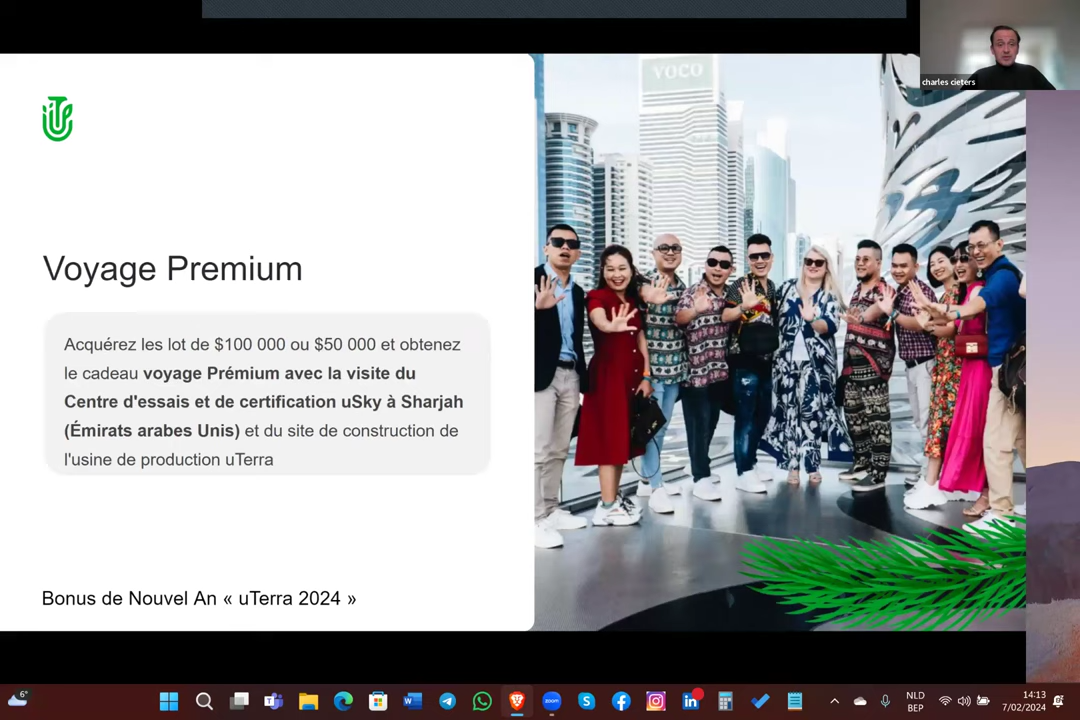 charles cieters
VOCO
Voyage Premium
Acquérez les lot de $100 000 ou $50 000 et obtenez
le cadeau voyage Prémium avec la visite du
Centre d'essais et de certification uSky à Sharjah
(Émirats arabes Unis) et du site de construction de
l'usine de production uTerra
Bonus de Nouvel An « uTerra 2024 »
6°
zoom
NLD
BEP
14:13
7/02/2024